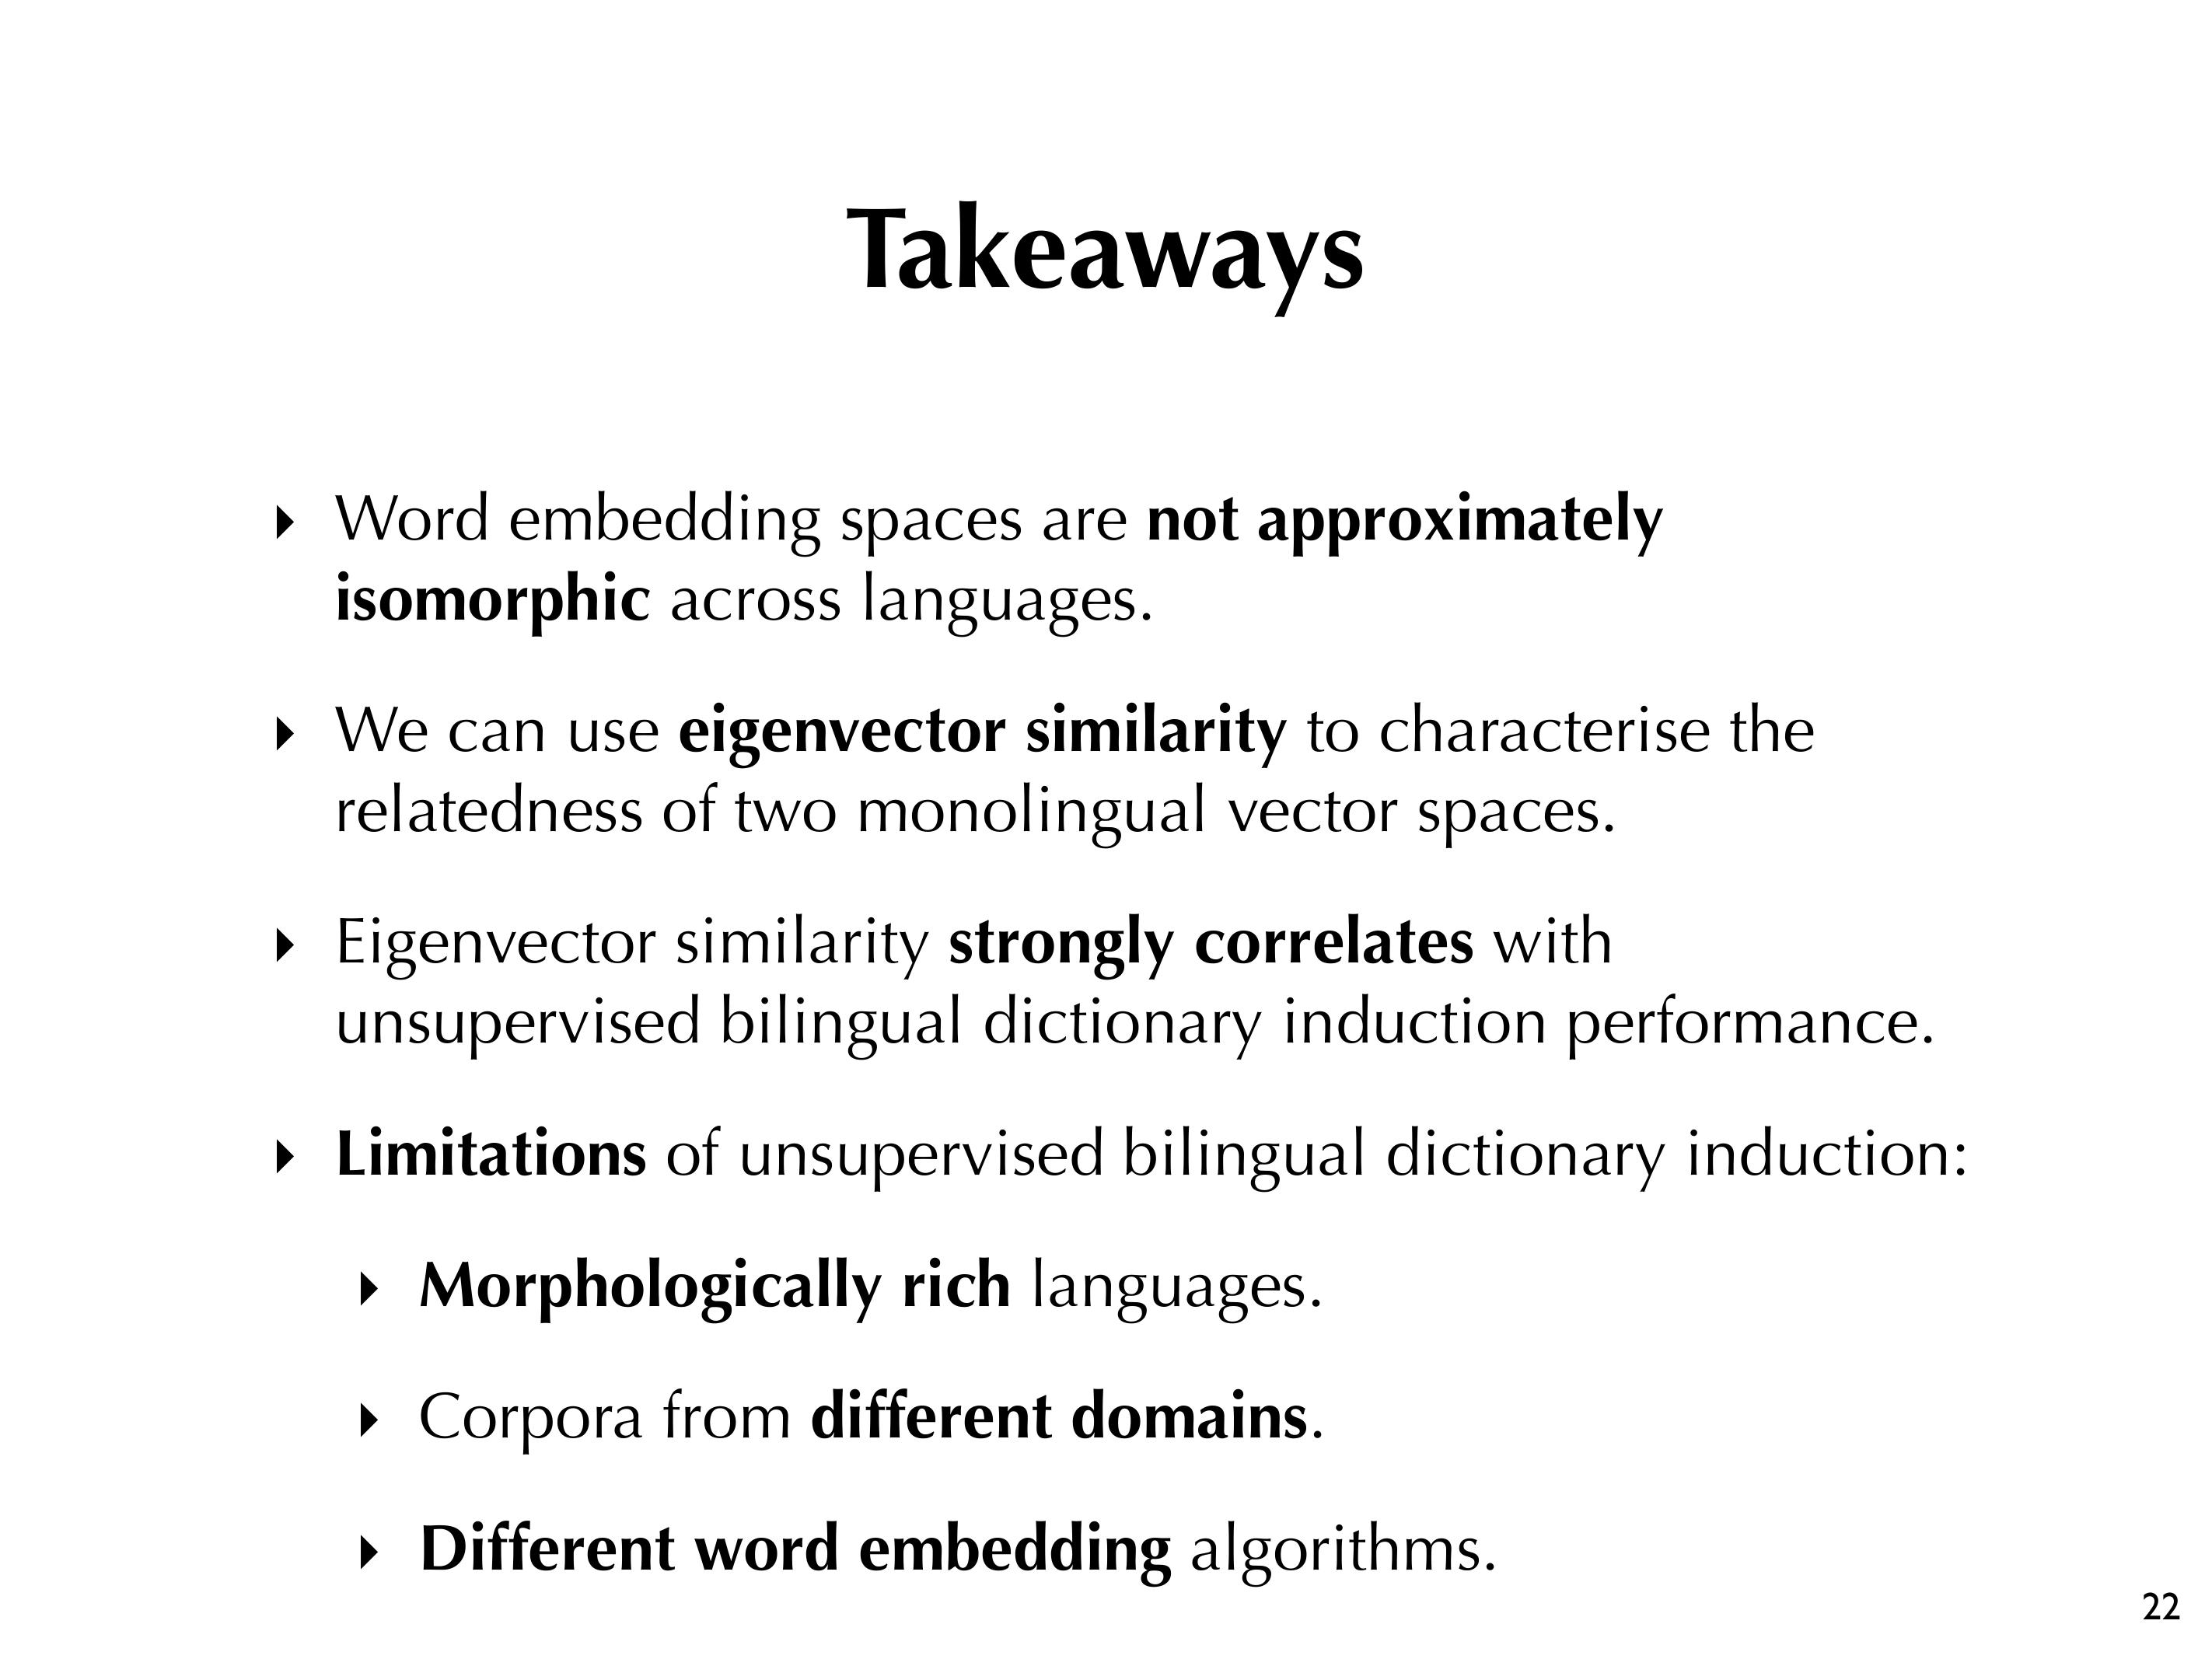 Takeaways
Word embedding spaces are not approximately
isomorphic across languages.
We can use eigenvector similarity to characterise the
relatedness of two monolingual vector spaces.
Eigenvector similarity strongly correlates with
unsupervised bilingual dictionary induction performance.
Limitations of unsupervised bilingual dictionary induction:
Morphologically rich languages.
Corpora from different domains.
Different word embedding algorithms.
22